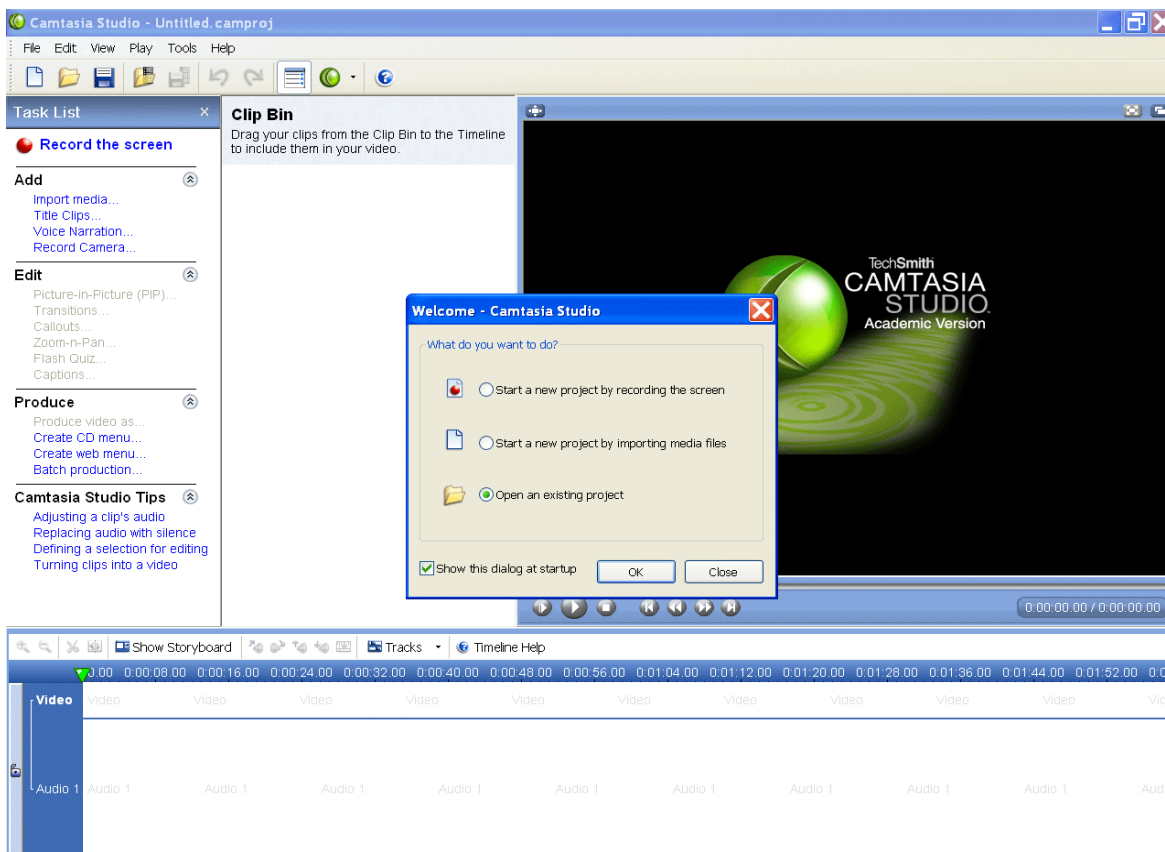 Camtasia Studio - Untitled.camproj
File Edit View Play Tools Help
Task List
Record the screen
Add
Import media...
Title Clips...
Voice Narration...
Record Camera...
Edit
Picture-in-Picture (PIP)...
Transitions...
Callouts...
Zoom-n-Pan...
Flash Quiz...
Captions...
Produce
Produce video as...
Create CD menu...
Create web menu...
Batch production...
Camtasia Studio Tips
Adjusting a clip's audio
Replacing audio with silence
Defining a selection for editing
Turning clips into a video
Clip Bin
Drag your clips from the Clip Bin to the Timeline
to include them in your video.
TechSmith
CAMTASIA
STUDIO.
Academic Version
Welcome - Camtasia Studio
What do you want to do?
Start a new project by recording the screen
Start a new project by importing media files
Open an existing project
Show this dialog at startup OK Close
0:00:00.00 / 0:00:00.00
Show Storyboard Tracks Timeline Help
0.00 0:00:08.00 0:00:16.00 0:00:24.00 0:00:32.00 0:00:40.00 0:00:48.00 0:00:56.00 0:01:04.00 0:01:12.00 0:01:20.00 0:01:28.00 0:01:36.00 0:01:44.00 0:01:52.00
Video Video Video Video Video Video Video Video Video Video Video
Audio 1 Audio 1 Audio 1 Audio 1 Audio 1 Audio 1 Audio 1 Audio 1 Audio 1 Audio 1